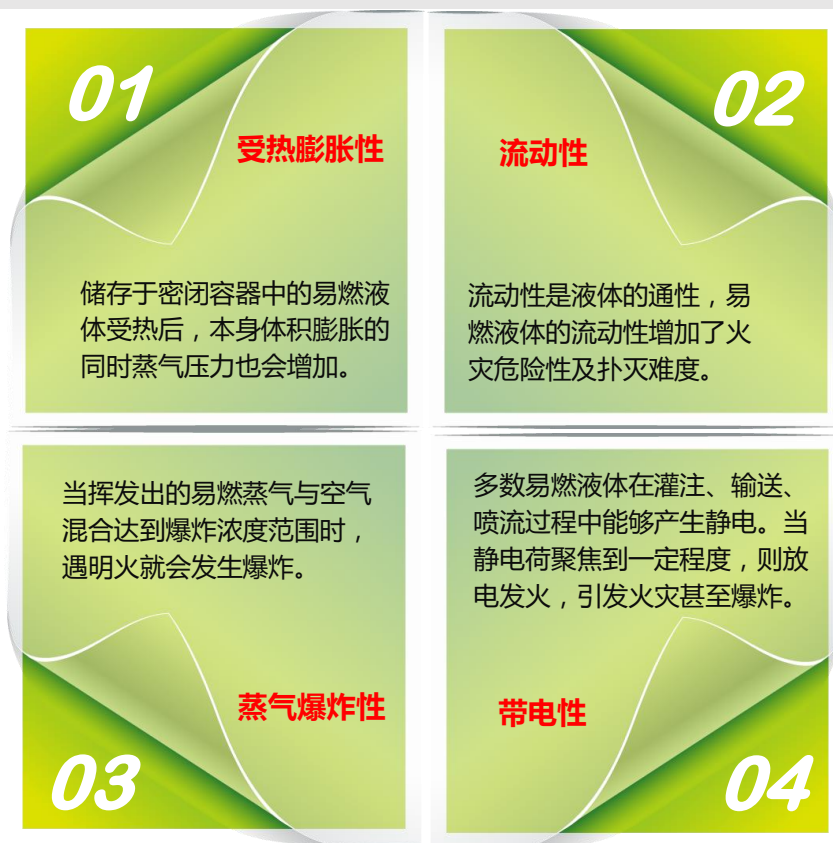 01
受热膨胀性
储存于密闭容器中的易燃液
体受热后，本身体积膨胀的
同时蒸气压力也会增加。
02
流动性
流动性是液体的通性，易
燃液体的流动性增加了火
灾危险性及扑灭难度。
当挥发出的易燃蒸气与空气
混合达到爆炸浓度范围时，
遇明火就会发生爆炸。
蒸气爆炸性
03
多数易燃液体在灌注、输送、
喷流过程中能够产生静电。当
静电荷聚焦到一定程度，则放
电发火，引发火灾甚至爆炸。
带电性
04